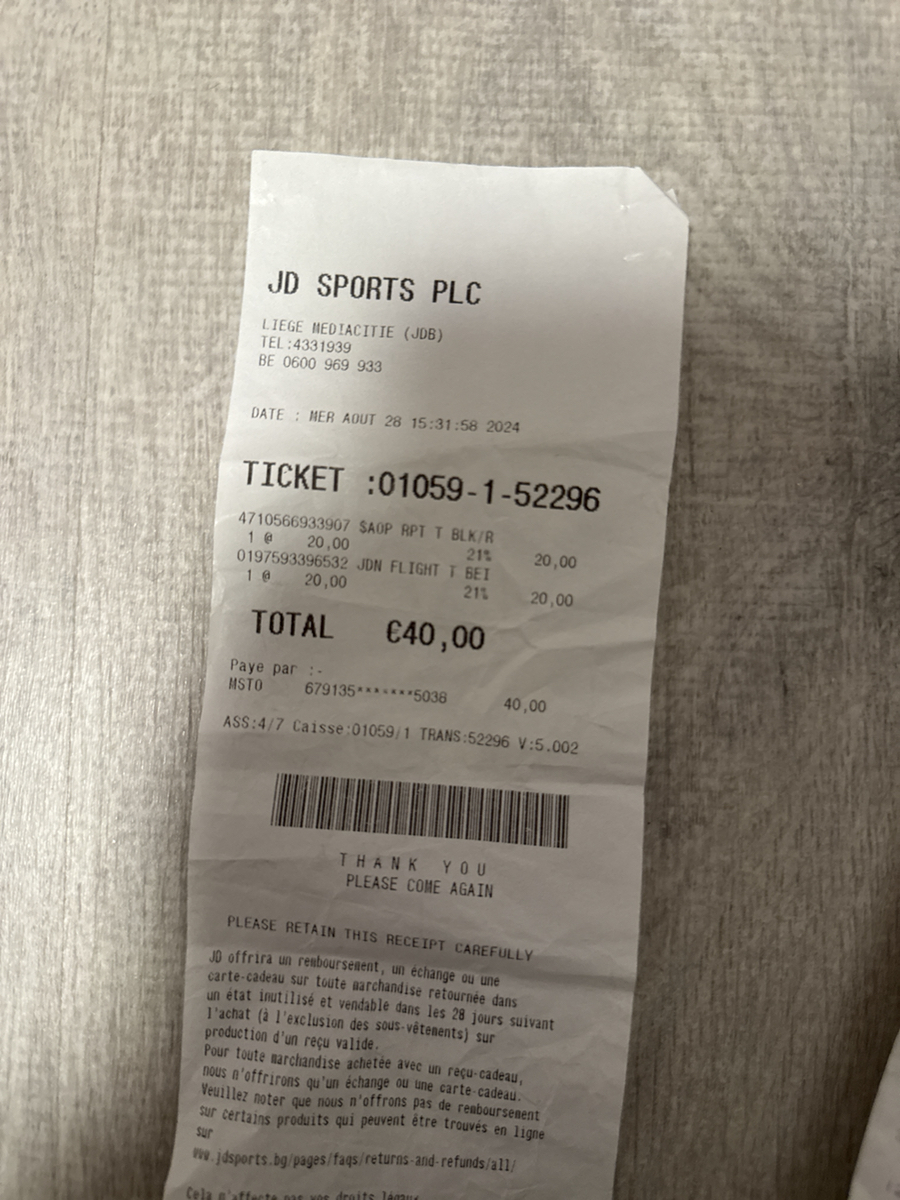 JD SPORTS PLC
LIEGE MEDIACITIE (JDB)
TEL:4331939
BE 0600 969 933
DATE : MER AOUT 28 15:31:58 2024
TICKET :01059-1-52296
4710566933907 $AOP RPT T BLK/R
1 @ 20,00 21% 20,00
0197593396532 JDN FLIGHT T BEI
1 @ 20,00 21% 20,00
TOTAL €40,00
Paye par :-
MSTO 679135*******5038 40,00
ASS:4/7 Caisse:01059/1 TRANS:52296 V:5.002
THANK YOU
PLEASE COME AGAIN
PLEASE RETAIN THIS RECEIPT CAREFULLY
JD offrira un remboursement, un échange ou une
carte-cadeau sur toute marchandise retournée dans
un état inutilisé et vendable dans les 28 jours suivant
l'achat (à l'exclusion des sous-vêtements) sur
production d'un reçu valide.
Pour toute marchandise achetée avec un reçu-cadeau,
nous n'offrirons qu'un échange ou une carte-cadeau.
Veuillez noter que nous n'offrons pas de remboursement
sur certains produits qui peuvent être trouvés en ligne
sur
www.jdsports.bg/pages/faqs/returns-and-refunds/all/
Cela n'affecte pas vos droits légaux